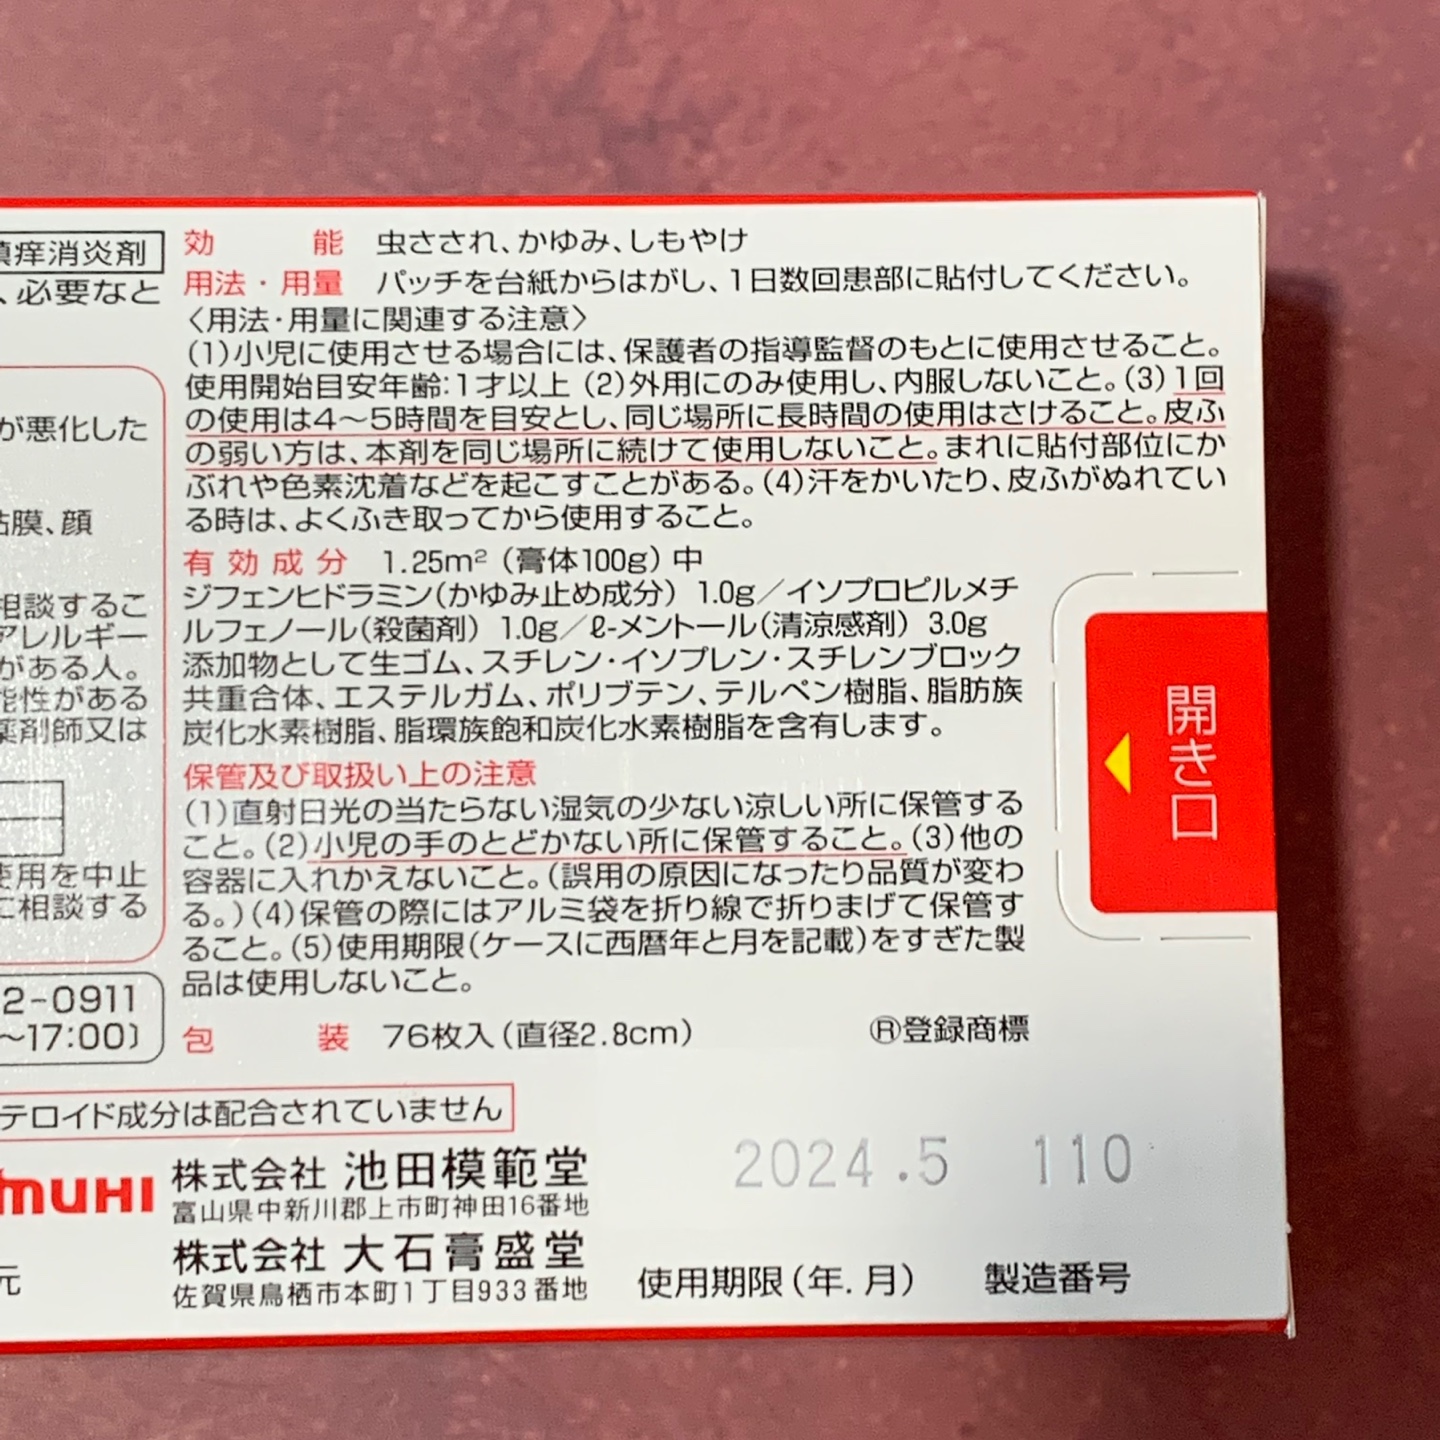 鎮痒消炎剤
、必要なと
が悪化した
粘膜、顔
相談するこ
アレルギー
がある人。
能性がある
薬剤師又は
使用を中止
に相談する
2-0911
～17:00〕
効能 虫さされ、かゆみ、しもやけ
用法・用量 パッチを台紙からはがし、1日数回患部に貼付してください。
〈用法・用量に関連する注意〉
(1)小児に使用させる場合には、保護者の指導監督のもとに使用させること。
使用開始目安年齢:1才以上 (2)外用にのみ使用し、内服しないこと。(3)1回
の使用は4～5時間を目安とし、同じ場所に長時間の使用はさけること。皮ふ
の弱い方は、本剤を同じ場所に続けて使用しないこと。まれに貼付部位にか
ぶれや色素沈着などを起こすことがある。(4)汗をかいたり、皮ふがぬれてい
る時は、よくふき取ってから使用すること。
有効成分 1.25m²(膏体100g)中
ジフェンヒドラミン(かゆみ止め成分) 1.0g/イソプロピルメチ
ルフェノール(殺菌剤) 1.0g/ℓ-メントール(清涼感剤) 3.0g
添加物として生ゴム、スチレン・イソプレン・スチレンブロック
共重合体、エステルガム、ポリブテン、テルペン樹脂、脂肪族
炭化水素樹脂、脂環族飽和炭化水素樹脂を含有します。
保管及び取扱い上の注意
(1)直射日光の当たらない湿気の少ない涼しい所に保管する
こと。(2)小児の手のとどかない所に保管すること。(3)他の
容器に入れかえないこと。(誤用の原因になったり品質が変わ
る。)(4)保管の際にはアルミ袋を折り線で折りまげて保管す
ること。(5)使用期限(ケースに西暦年と月を記載)をすぎた製
品は使用しないこと。
包装 76枚入(直径2.8cm)
®登録商標
開き口
テロイド成分は配合されていません
MUHI
株式会社 池田模範堂
富山県中新川郡上市町神田16番地
株式会社 大石膏盛堂
佐賀県鳥栖市本町1丁目933番地
元
2024.5 110
使用期限(年.月) 製造番号